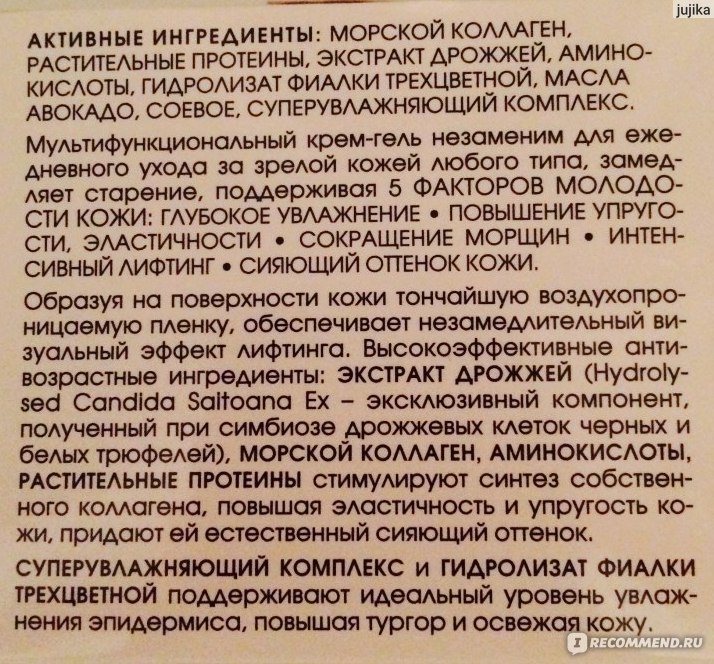 jujika
АКТИВНЫЕ ИНГРЕДИЕНТЫ: МОРСКОЙ КОЛЛАГЕН,
РАСТИТЕЛЬНЫЕ ПРОТЕИНЫ, ЭКСТРАКТ ДРОЖЖЕЙ, АМИНО-
КИСЛОТЫ, ГИДРОЛИЗАТ ФИАЛКИ ТРЕХЦВЕТНОЙ, МАСЛА
АВОКАДО, СОЕВОЕ, СУПЕРУВЛАЖНЯЮЩИЙ КОМПЛЕКС.
Мультифункциональный крем-гель незаменим для еже-
дневного ухода за зрелой кожей любого типа, замед-
ляет старение, поддерживая 5 ФАКТОРОВ МОЛОДО-
СТИ КОЖИ: ГЛУБОКОЕ УВЛАЖНЕНИЕ • ПОВЫШЕНИЕ УПРУГО-
СТИ, ЭЛАСТИЧНОСТИ • СОКРАЩЕНИЕ МОРЩИН • ИНТЕН-
СИВНЫЙ ЛИФТИНГ • СИЯЮЩИЙ ОТТЕНОК КОЖИ.
Образуя на поверхности кожи тончайшую воздухопро-
ницаемую пленку, обеспечивает незамедлительный ви-
зуальный эффект лифтинга. Высокоэффективные анти-
возрастные ингредиенты: ЭКСТРАКТ ДРОЖЖЕЙ (Hydroly-
sed Candida Saitoana Ex – эксклюзивный компонент,
полученный при симбиозе дрожжевых клеток черных и
белых трюфелей), МОРСКОЙ КОЛЛАГЕН, АМИНОКИСЛОТЫ,
РАСТИТЕЛЬНЫЕ ПРОТЕИНЫ стимулируют синтез собствен-
ного коллагена, повышая эластичность и упругость ко-
жи, придают ей естественный сияющий оттенок.
СУПЕРУВЛАЖНЯЮЩИЙ КОМПЛЕКС и ГИДРОЛИЗАТ ФИАЛКИ
ТРЕХЦВЕТНОЙ поддерживают идеальный уровень увлаж-
нения эпидермиса, повышая тургор и освежая кожу.
IRECOMMEND.RU